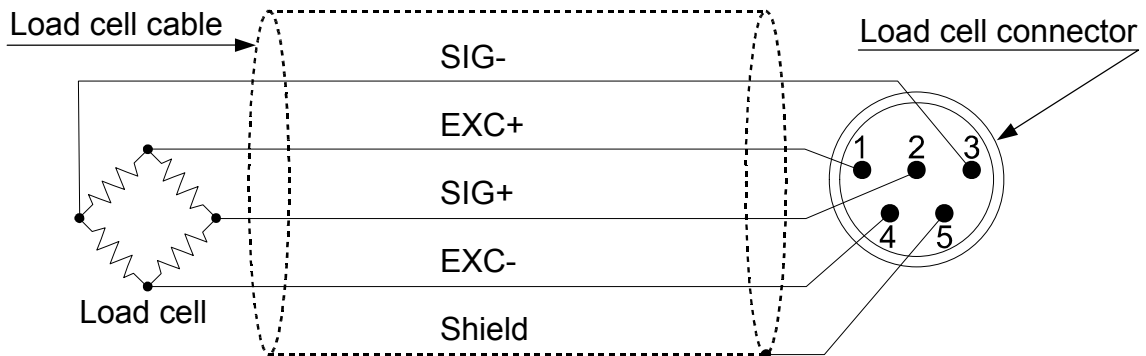 Load cell cable
Load cell connector
SIG-
EXC+
1 2 3
SIG+
4 5
EXC-
Load cell
Shield